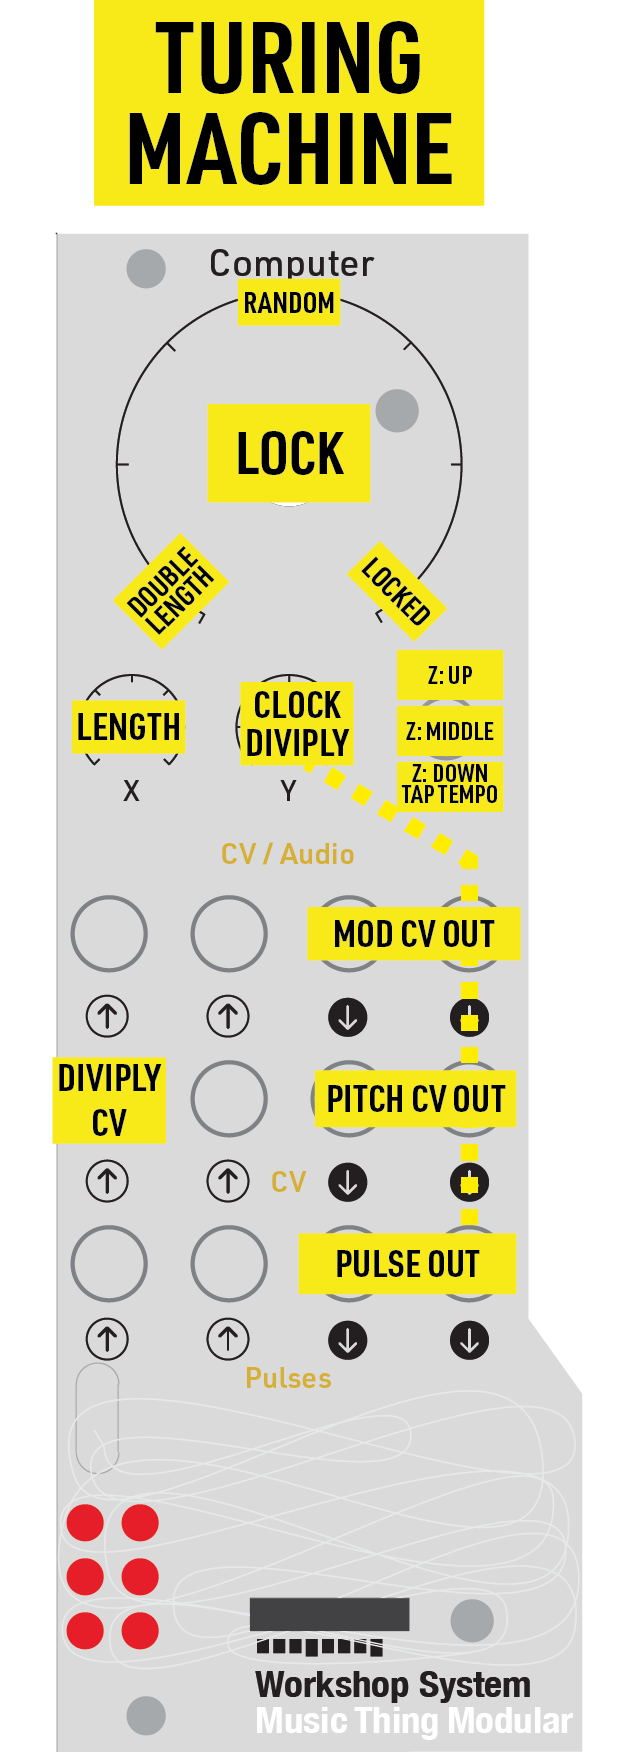 TURING
MACHINE
Computer
RANDOM
LOCK
DOUBLE
LENGTH
LOCKED
LENGTH
X
CLOCK
DIVIPLY
Y
Z: UP
Z: MIDDLE
Z: DOWN
TAP TEMPO
CV / Audio
MOD CV OUT
DIVIPLY
CV
PITCH CV OUT
CV
PULSE OUT
Pulses
Workshop System
Music Thing Modular